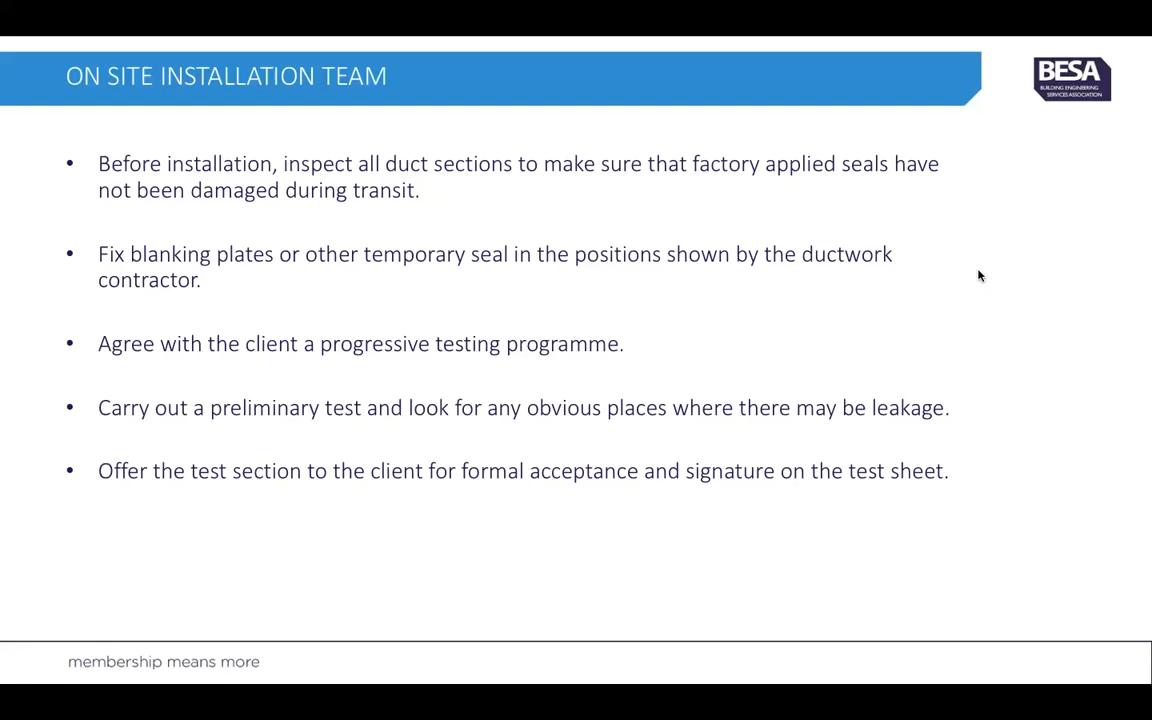 ON SITE INSTALLATION TEAM
BESA
BUILDING ENGINEERING
SERVICES ASSOCIATION
• Before installation, inspect all duct sections to make sure that factory applied seals have
not been damaged during transit.
• Fix blanking plates or other temporary seal in the positions shown by the ductwork
contractor.
• Agree with the client a progressive testing programme.
• Carry out a preliminary test and look for any obvious places where there may be leakage.
• Offer the test section to the client for formal acceptance and signature on the test sheet.
membership means more